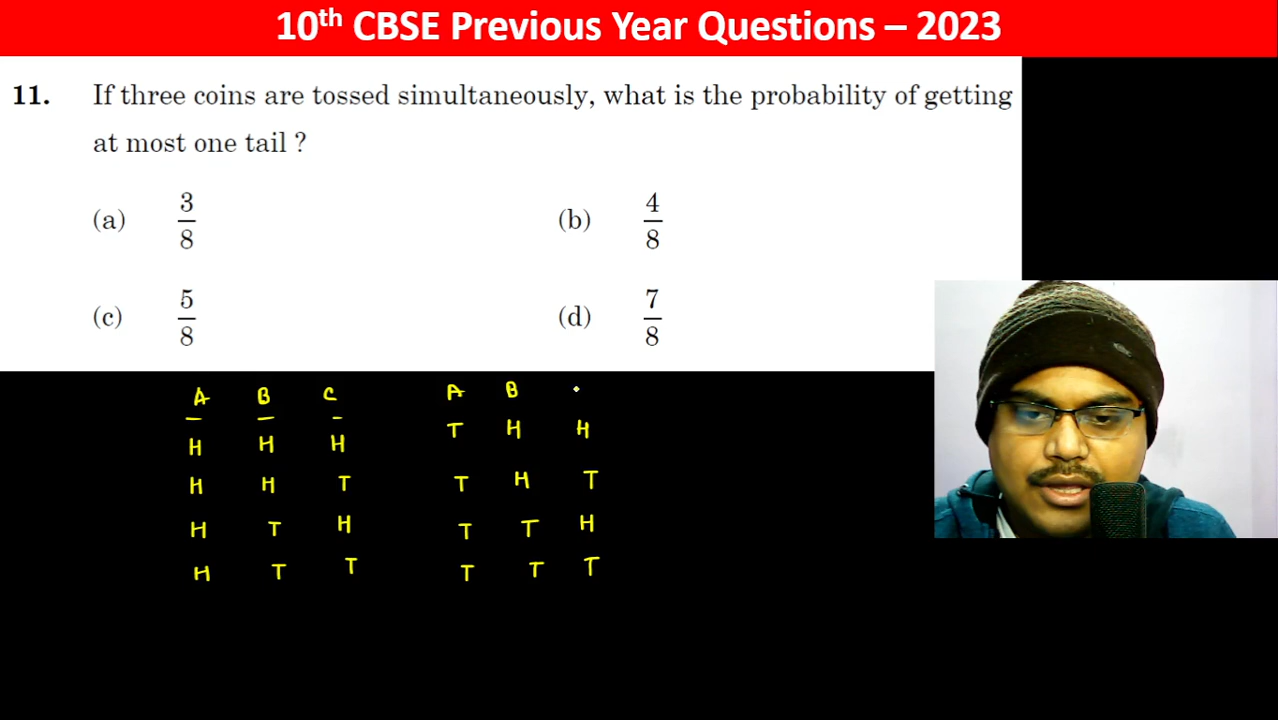 10th CBSE Previous Year Questions – 2023
11. If three coins are tossed simultaneously, what is the probability of getting
at most one tail ?
(a) 3/8 (b) 4/8
(c) 5/8 (d) 7/8
A B C A B
H H H T H H
H H T T H T
H T H T T H
H T T T T T